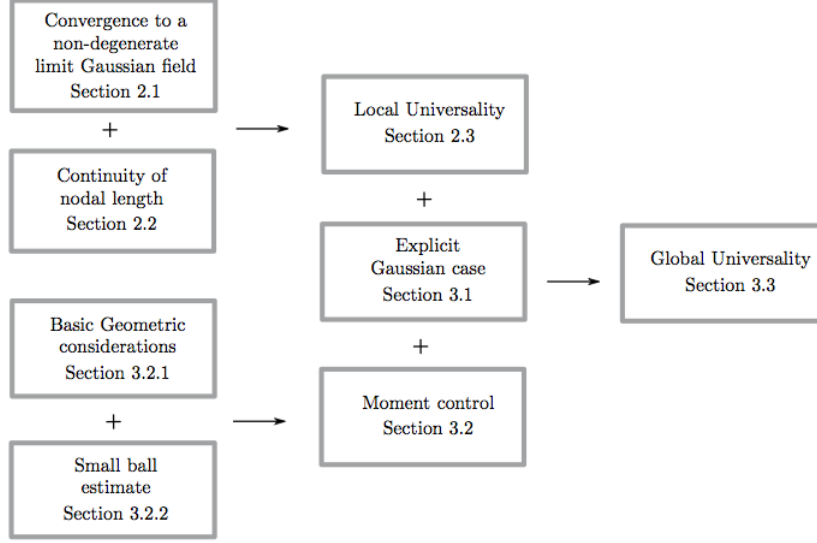 Convergence to a
non-degenerate
limit Gaussian field
Section 2.1
+
Continuity of
nodal length
Section 2.2
Local Universality
Section 2.3
+
Explicit
Gaussian case
Section 3.1
+
Moment control
Section 3.2
Basic Geometric
considerations
Section 3.2.1
+
Small ball
estimate
Section 3.2.2
Global Universality
Section 3.3